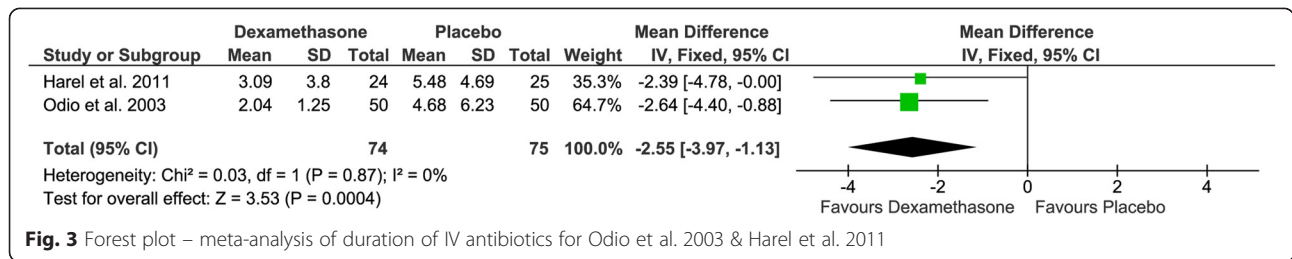 Dexamethasone Placebo Mean Difference Mean Difference
Study or Subgroup Mean SD Total Mean SD Total Weight IV, Fixed, 95% CI IV, Fixed, 95% CI
Harel et al. 2011 3.09 3.8 24 5.48 4.69 25 35.3% -2.39 [-4.78, -0.00]
Odio et al. 2003 2.04 1.25 50 4.68 6.23 50 64.7% -2.64 [-4.40, -0.88]
Total (95% CI) 74 75 100.0% -2.55 [-3.97, -1.13]
Heterogeneity: Chi² = 0.03, df = 1 (P = 0.87); I² = 0%
Test for overall effect: Z = 3.53 (P = 0.0004)
-4 -2 0 2 4
Favours Dexamethasone Favours Placebo
Fig. 3 Forest plot – meta-analysis of duration of IV antibiotics for Odio et al. 2003 & Harel et al. 2011